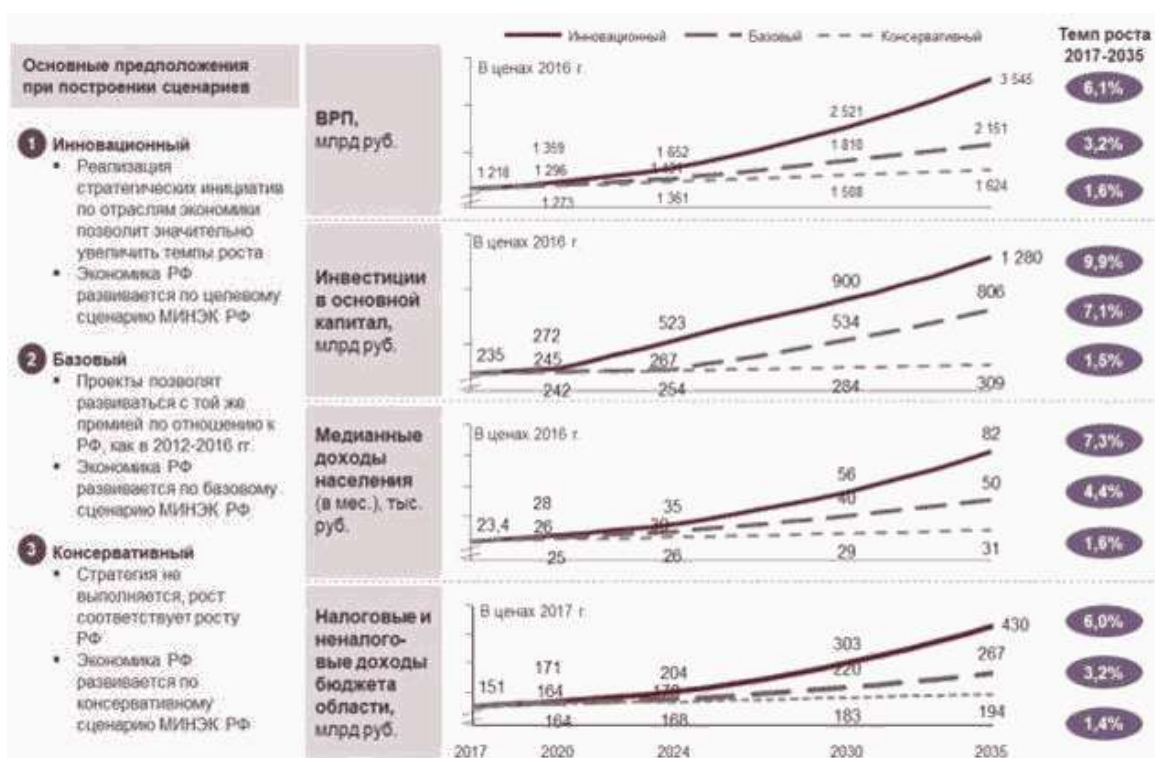 Инновационный
Базовый
Консервативный
Темп роста
2017-2035
Основные предположения
при построении сценариев
1 Инновационный
• Реализация
стратегических инициатив
по отраслям экономики
позволит значительно
увеличить темпы роста
• Экономика РФ
развивается по целевому
сценарию МИНЭК РФ
2 Базовый
• Проекты позволят
развиваться с той же
премией по отношению к
РФ, как в 2012-2016 гг.
• Экономика РФ
развивается по базовому
сценарию МИНЭК РФ
3 Консервативный
• Стратегия не
выполняется, рост
соответствует росту
РФ
• Экономика РФ
развивается по
консервативному
сценарию МИНЭК РФ
ВРП,
млрд руб.
В ценах 2016 г.
3 545
2 521
2 151
1 359
1 652
1 818
1 218
1 296
1 273
1 361
1 624
6,1%
3,2%
1,6%
Инвестиции
в основной
капитал,
млрд руб.
В ценах 2016 г.
1 280
900
806
523
534
272
235
245
267
242
254
284
309
9,9%
7,1%
1,5%
Медианные
доходы
населения
(в мес.), тыс.
руб.
В ценах 2016 г.
82
56
50
28
35
40
23,4
26
25
26
29
31
7,3%
4,4%
1,6%
Налоговые и
неналого-
вые доходы
бюджета
области,
млрд руб.
В ценах 2017 г.
430
303
267
171
204
220
151
164
164
168
183
194
6,0%
3,2%
1,4%
2017
2020
2024
2030
2035